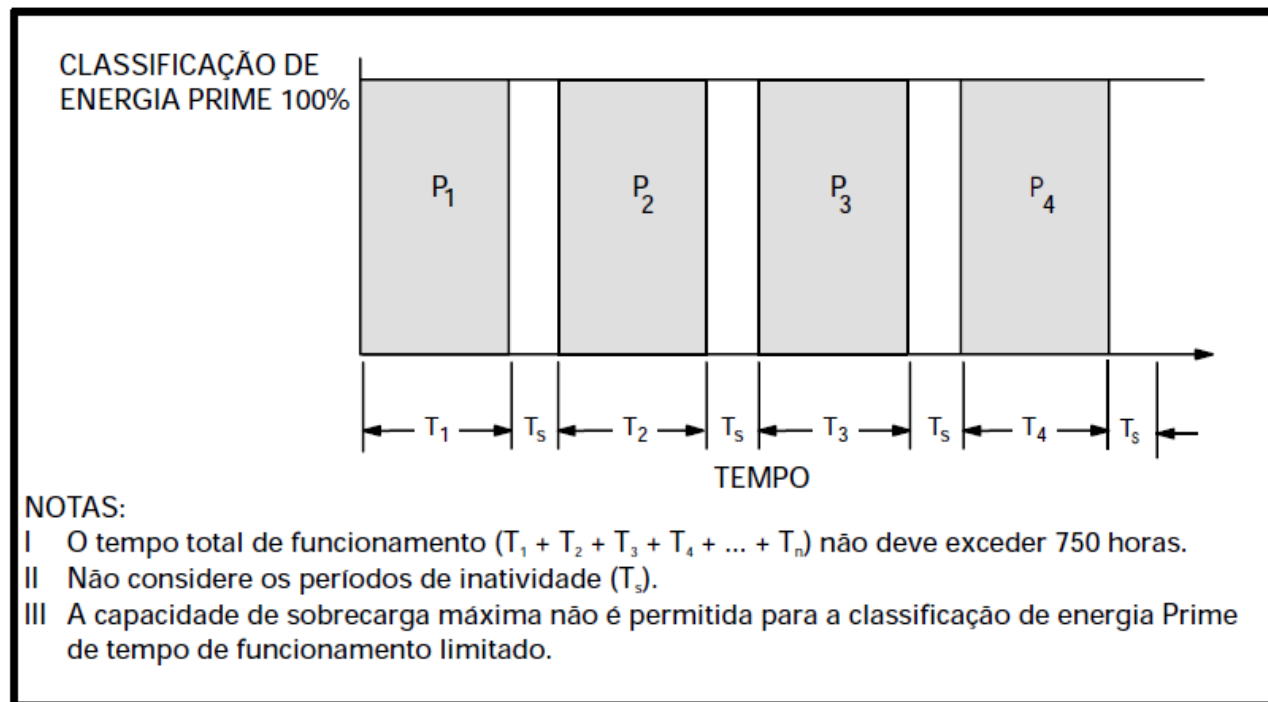 CLASSIFICAÇÃO DE
ENERGIA PRIME 100%
P₁ P₂ P₃ P₄
T₁ Tₛ T₂ Tₛ T₃ Tₛ T₄ Tₛ
TEMPO
NOTAS:
I O tempo total de funcionamento (T₁ + T₂ + T₃ + T₄ + ... + Tₙ) não deve exceder 750 horas.
II Não considere os períodos de inatividade (Tₛ).
III A capacidade de sobrecarga máxima não é permitida para a classificação de energia Prime
de tempo de funcionamento limitado.